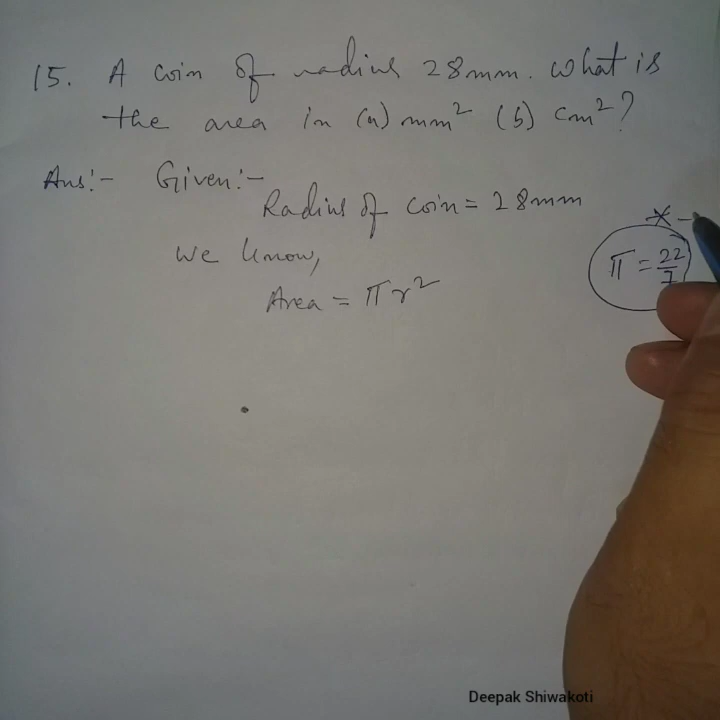 15. A coin of radius 28mm. What is
the area in (a) mm² (b) cm²?
Ans:- Given:-
Radius of coin = 28mm
We know,
Area = πr²
π = 22/7
Deepak Shiwakoti